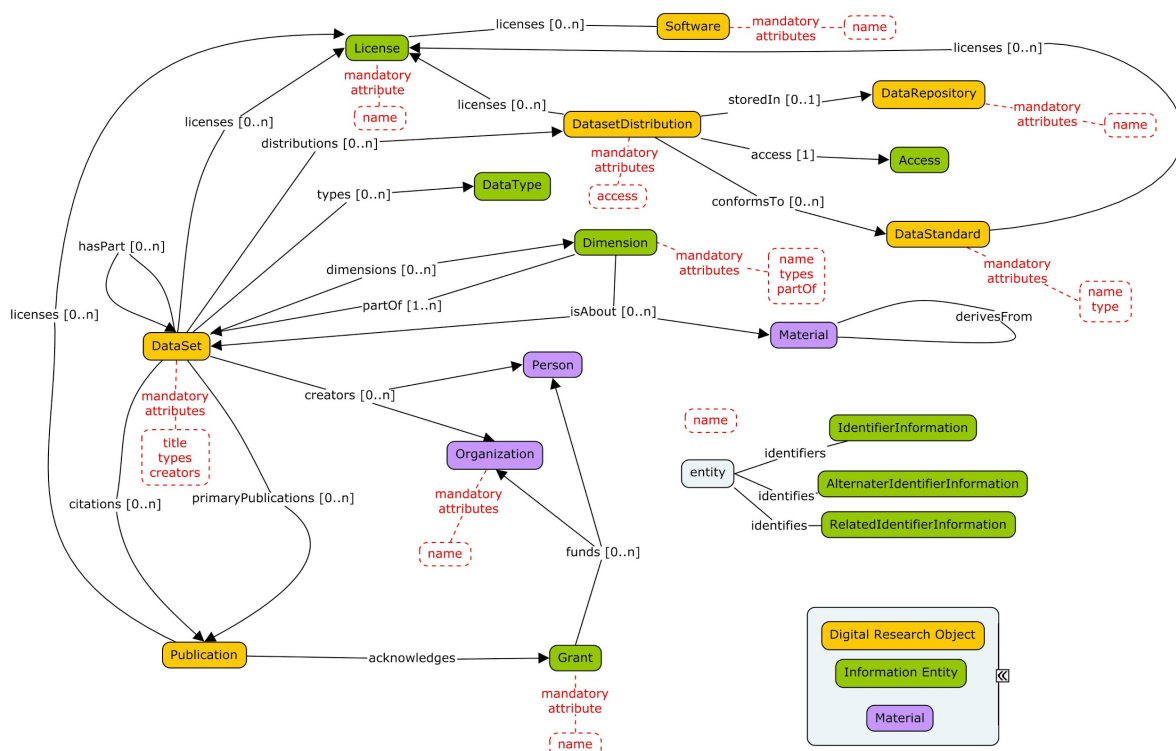 licenses [0..n]
Software
mandatory
attributes
name
License
licenses [0..n]
mandatory
attribute
name
licenses [0..n]
storedIn [0..1]
DataRepository
mandatory
attributes
name
licenses [0..n]
DatasetDistribution
distributions [0..n]
mandatory
attributes
access
access [1]
Access
types [0..n]
DataType
conformsTo [0..n]
DataStandard
mandatory
attributes
name
type
hasPart [0..n]
Dimension
mandatory
attributes
name
types
partOf
dimensions [0..n]
partOf [1..n]
licenses [0..n]
isAbout [0..n]
derivesFrom
Material
DataSet
mandatory
attributes
title
types
creators
Person
creators [0..n]
Organization
mandatory
attributes
name
name
IdentifierInformation
identifiers
entity
AlternaterIdentifierInformation
identifies
RelatedIdentifierInformation
identifies
citations [0..n]
primaryPublications [0..n]
funds [0..n]
Publication
acknowledges
Grant
mandatory
attribute
name
Digital Research Object
Information Entity
Material